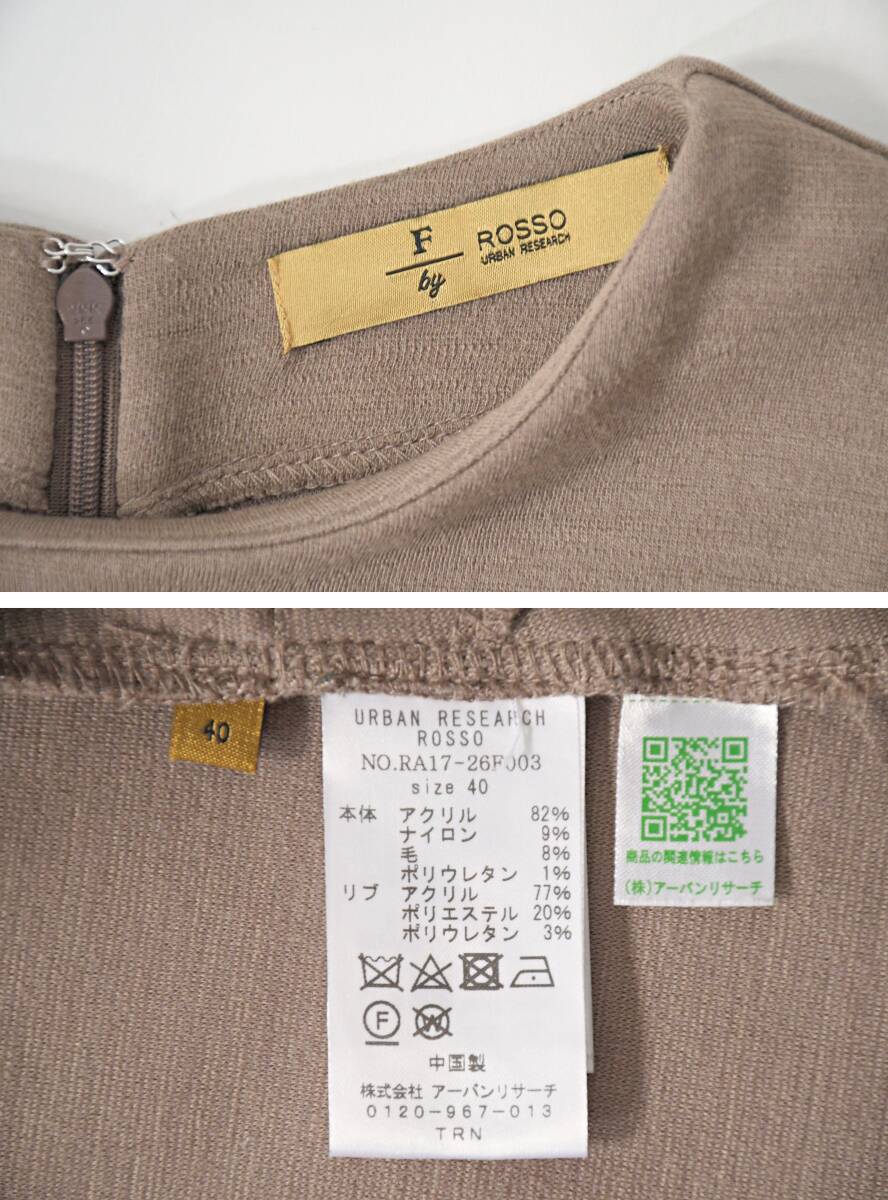 F
by
ROSSO
URBAN RESEARCH
40
URBAN RESEARCH
ROSSO
NO.RA17-26F003
size 40
本体 アクリル 82%
ナイロン 9%
毛 8%
ポリウレタン 1%
リブ アクリル 77%
ポリエステル 20%
ポリウレタン 3%
F W
中国製
株式会社 アーバンリサーチ
0120-967-013
TRN
商品の関連情報はこちら
(株)アーバンリサーチ